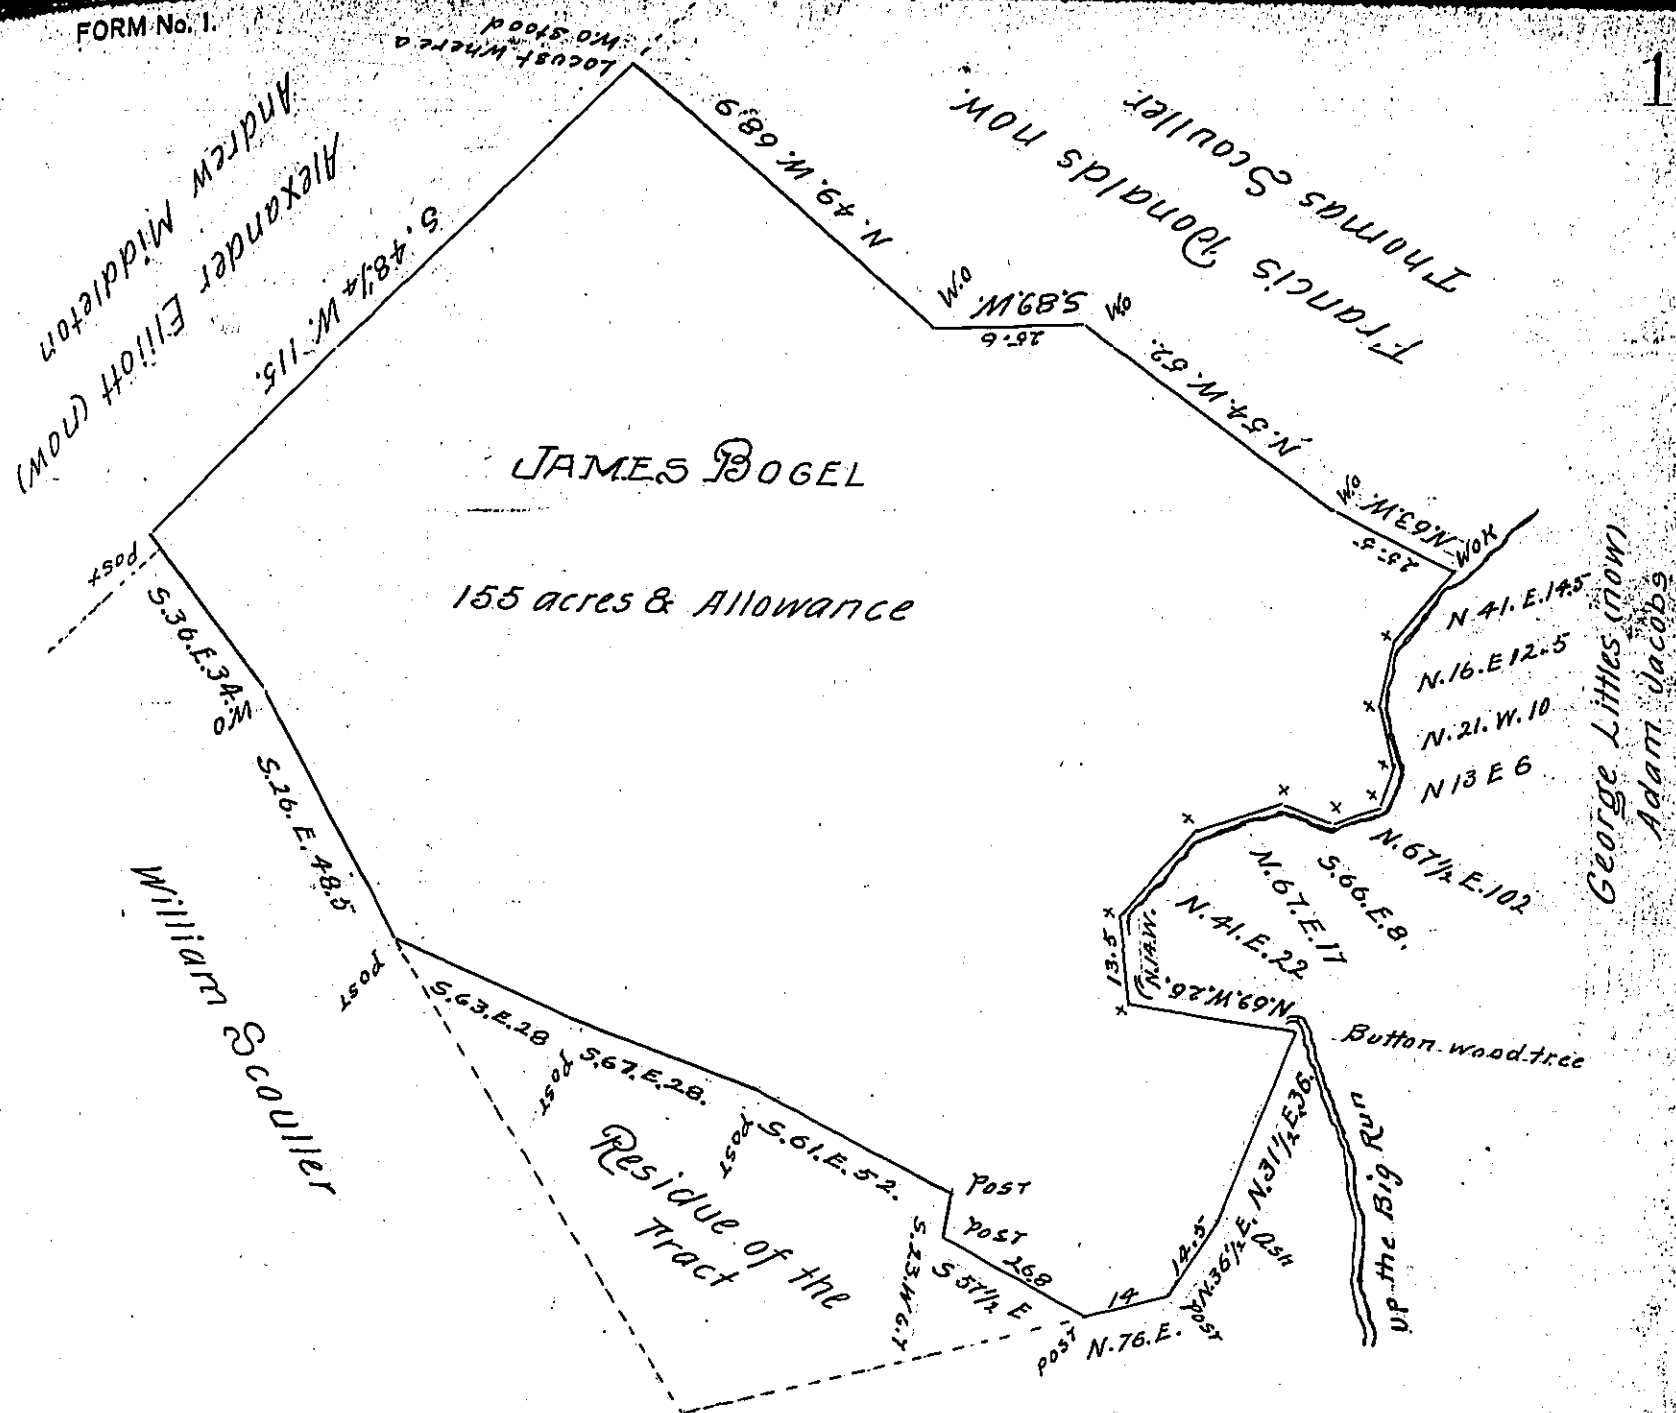 FORM No. 1.
1
Locust where a
W.O stood
Andrew Middleton
Alexander Elliott (now)
S. 48 1/4 W. 115.
N. 49. W. 68.9
Francis Donalds now
Thomas Scouller
W.O
S.89.W.
25.6
W.O
N. 54. W. 52.
W.O
N.63.W.
25.5
W.O.K
JAMES BOGEL
155 acres & Allowance
Post
S.36.E.34.
W.O
S.26. E. 48.5
William Scouller
Post
S.63.E.28
Post
S.67.E.28.
Post
S.61.E.52.
Post
S.23.W 6.7
Post
S 57 1/2 E
26.8
Post
14
N.76.E.
Post
14.5
N.36 1/2 E.
Ash
N.31 1/2 E.36.
Residue of the
Tract
N 41. E.14.5
N.16.E 12.5
N.21.W.10
N 13 E 6
N.67 1/2 E.102
S.66.E.8.
N.67.E.17
N.41.E.22
N.14W.
13.5
N.69.W.26.
Button wood tree
Up the Big Run
George Littles (now)
Adam Jacobs